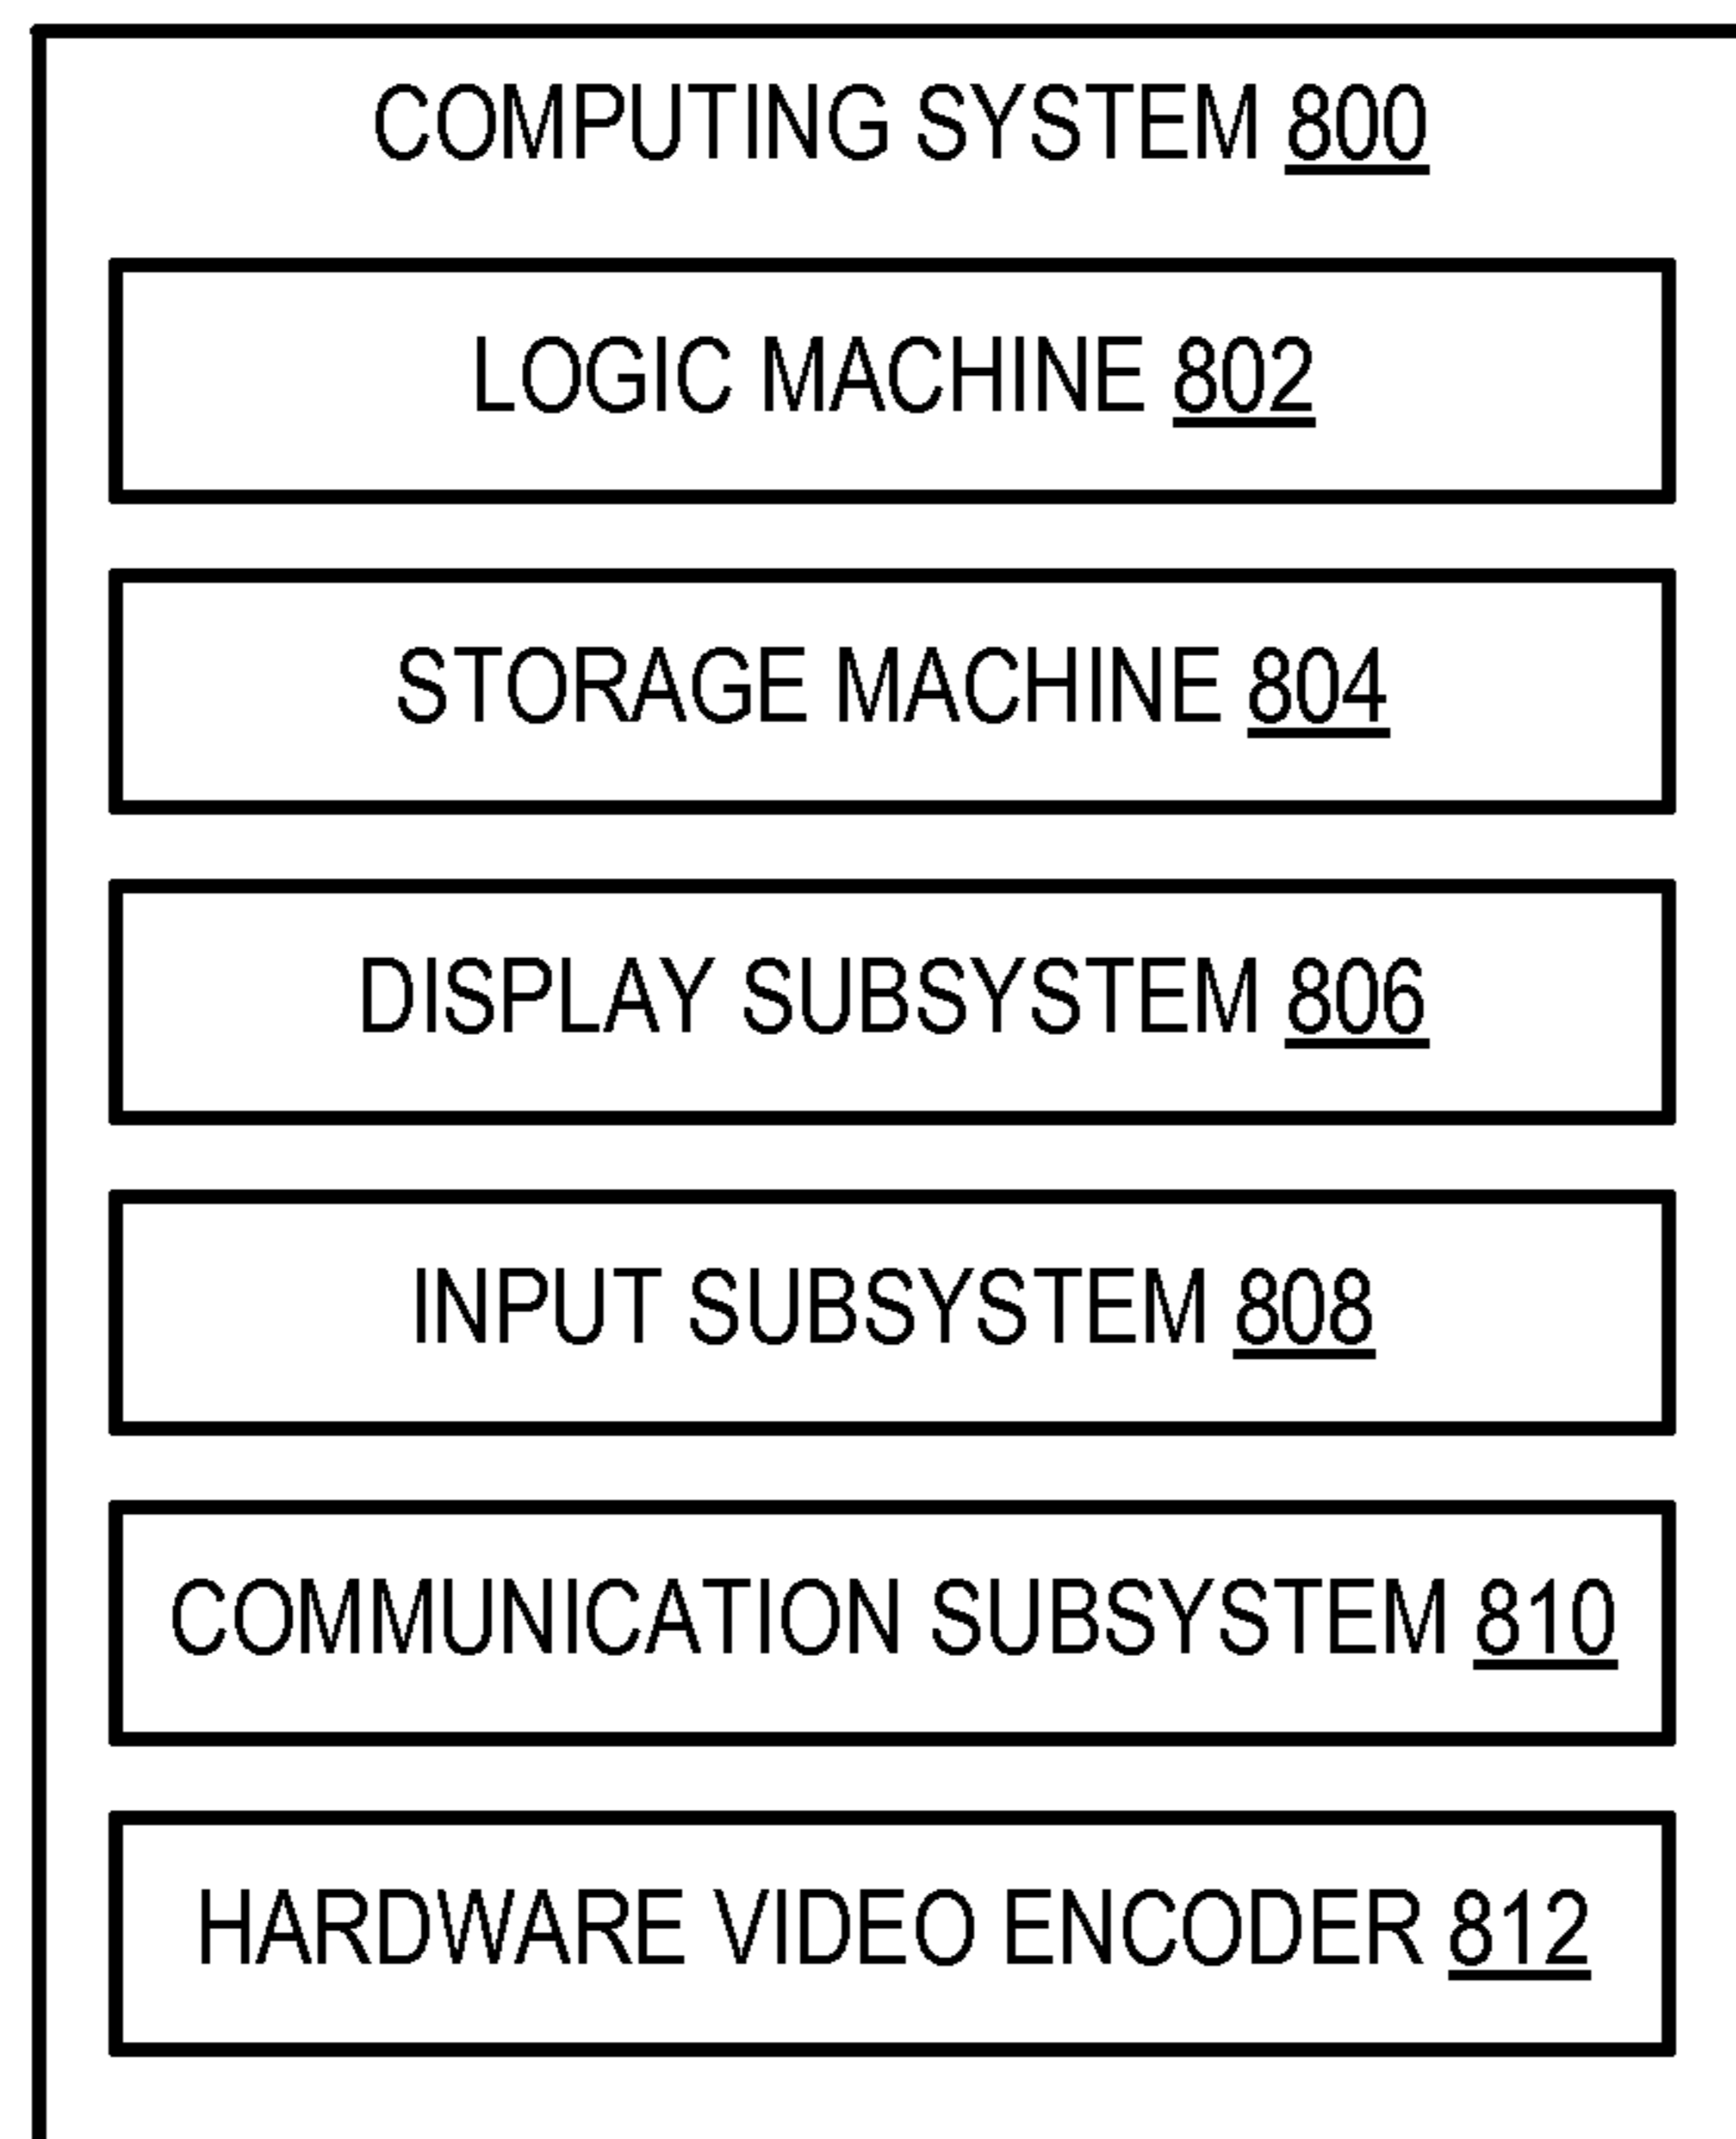 COMPUTING SYSTEM 800
LOGIC MACHINE 802
STORAGE MACHINE 804
DISPLAY SUBSYSTEM 806
INPUT SUBSYSTEM 808
COMMUNICATION SUBSYSTEM 810
HARDWARE VIDEO ENCODER 812